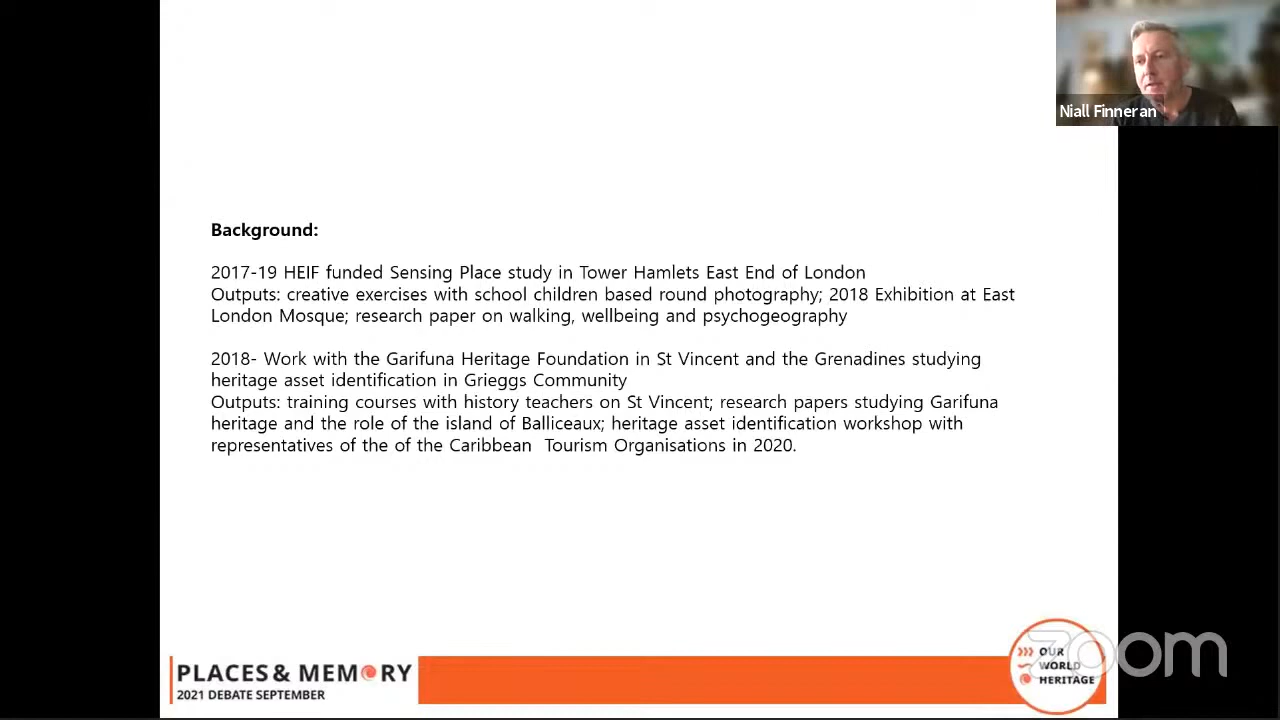 Niall Finneran
Background:
2017-19 HEIF funded Sensing Place study in Tower Hamlets East End of London
Outputs: creative exercises with school children based round photography; 2018 Exhibition at East
London Mosque; research paper on walking, wellbeing and psychogeography
2018- Work with the Garifuna Heritage Foundation in St Vincent and the Grenadines studying
heritage asset identification in Grieggs Community
Outputs: training courses with history teachers on St Vincent; research papers studying Garifuna
heritage and the role of the island of Balliceaux; heritage asset identification workshop with
representatives of the of the Caribbean Tourism Organisations in 2020.
PLACES & MEMORY
2021 DEBATE SEPTEMBER
OUR
WORLD
HERITAGE
zoom